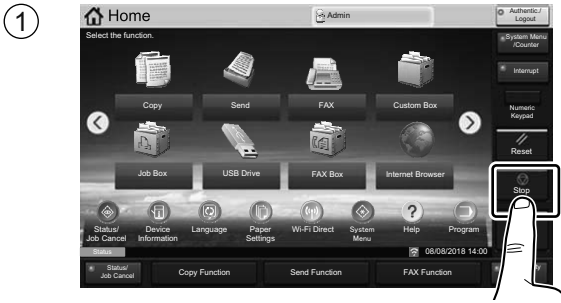 1
Home
Admin
Authentic./
Logout
Select the function.
System Menu
/Counter
Interrupt
Copy
Send
FAX
Custom Box
Numeric
Keypad
Reset
Job Box
USB Drive
FAX Box
Internet Browser
Stop
Status/
Job Cancel
Device
Information
Language
Paper
Settings
Wi-Fi Direct
System
Menu
Help
Program
Status
08/08/2018 14:00
Status/
Job Cancel
Copy Function
Send Function
FAX Function